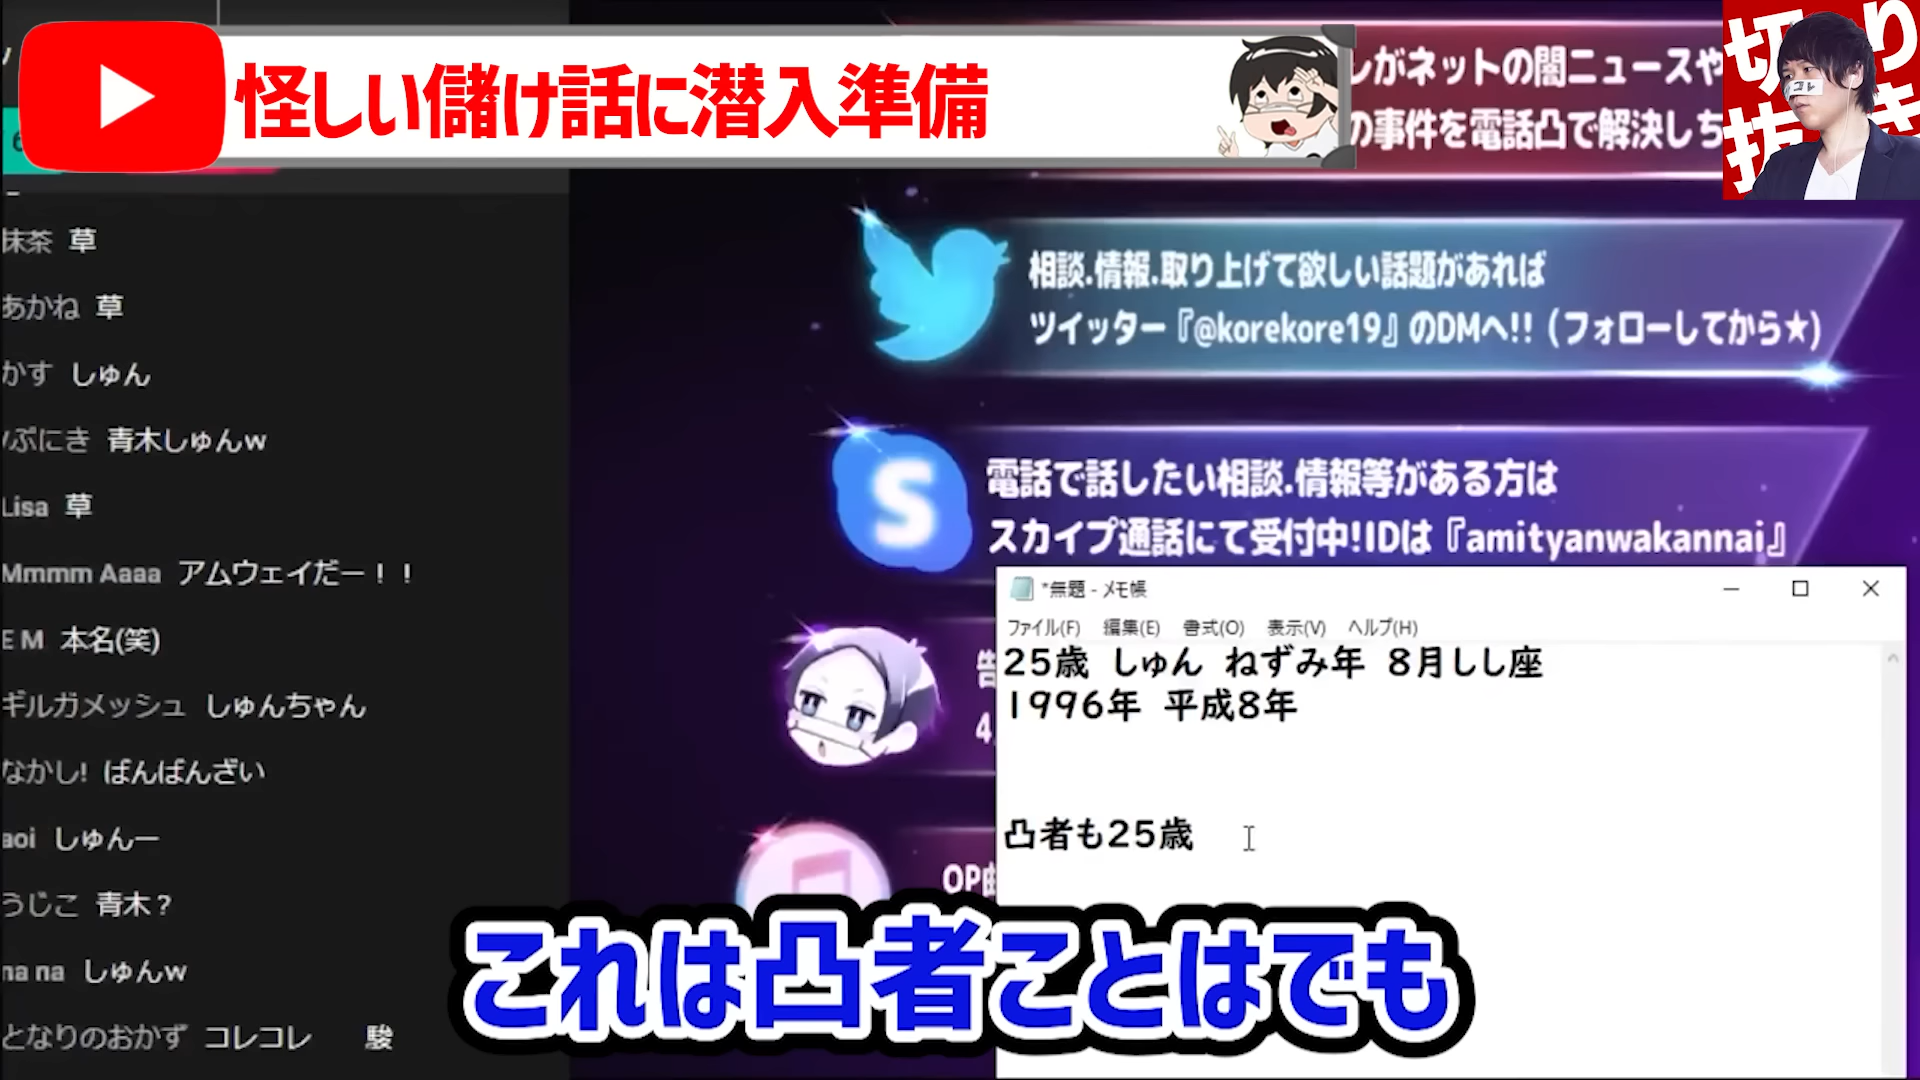 怪しい儲け話に潜入準備
レがネットの闇ニュースや
の事件を電話凸で解決しち
切り
抜き
コレ
抹茶 草
あかね 草
かす しゅん
ぷにき 青木しゅんw
Lisa 草
Mmmm Aaaa アムウェイだー！！
E M 本名(笑)
ギルガメッシュ しゅんちゃん
なかし! ばんばんざい
aoi しゅんー
うじこ 青木？
na na しゅんw
となりのおかず コレコレ 駿
相談.情報.取り上げて欲しい話題があれば
ツイッター『@korekore19』のDMへ!! (フォローしてから★)
S
電話で話したい相談.情報等がある方は
スカイプ通話にて受付中!IDは『amityanwakannai』
告
4
OP曲
*無題 - メモ帳
ファイル(F) 編集(E) 書式(O) 表示(V) ヘルプ(H)
25歳 しゅん ねずみ年 8月しし座
1996年 平成8年
凸者も25歳
これは凸者ことはでも